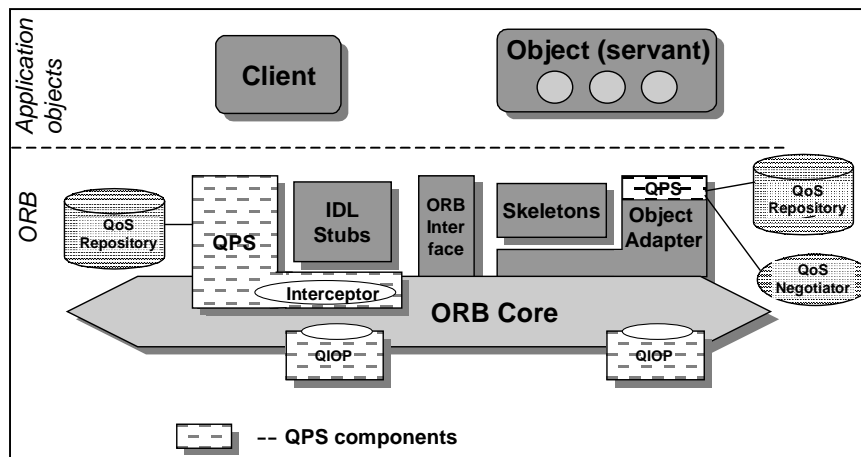 Application
objects
Client
Object (servant)
ORB
QoS
Repository
QPS
IDL
Stubs
Interceptor
ORB
Inter
face
Skeletons
QPS
Object
Adapter
QoS
Repository
QoS
Negotiator
ORB Core
QIOP
QIOP
-- QPS components